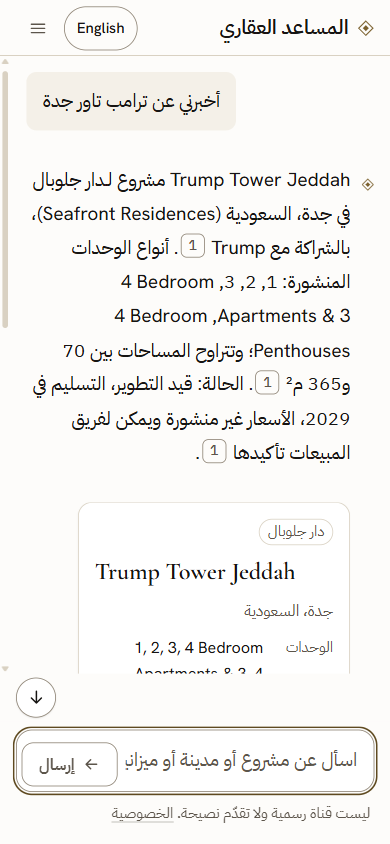 المساعد العقاري
English
أخبرني عن ترامب تاور جدة
Trump Tower Jeddah مشروع لدار جلوبال
في جدة، السعودية (Seafront Residences)،
بالشراكة مع Trump 1. أنواع الوحدات
المنشورة: 1, 2, 3, 4 Bedroom
Apartments & 3, 4 Bedroom
Penthouses؛ وتتراوح المساحات بين 70
و365 م² 1. الحالة: قيد التطوير، التسليم في
2029، الأسعار غير منشورة ويمكن لفريق
المبيعات تأكيدها 1.
دار جلوبال
Trump Tower Jeddah
جدة، السعودية
الوحدات 1, 2, 3, 4 Bedroom
Apartments & 3, 4
اسأل عن مشروع أو مدينة أو ميزاني
إرسال
ليست قناة رسمية ولا تقدّم نصيحة. الخصوصية